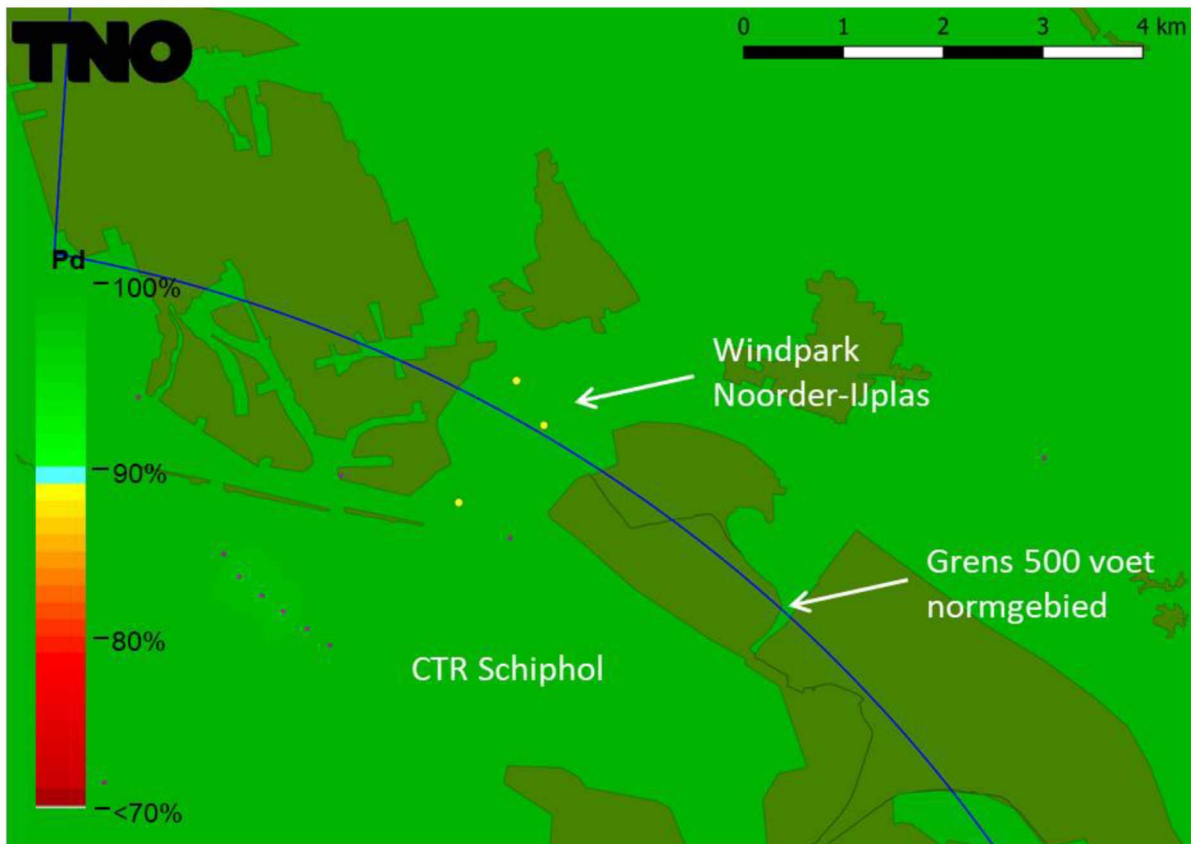 TNO
0 1 2 3 4 km
Pd
100%
Windpark
Noorder-IJplas
90%
Grens 500 voet
normgebied
80%
CTR Schiphol
<70%